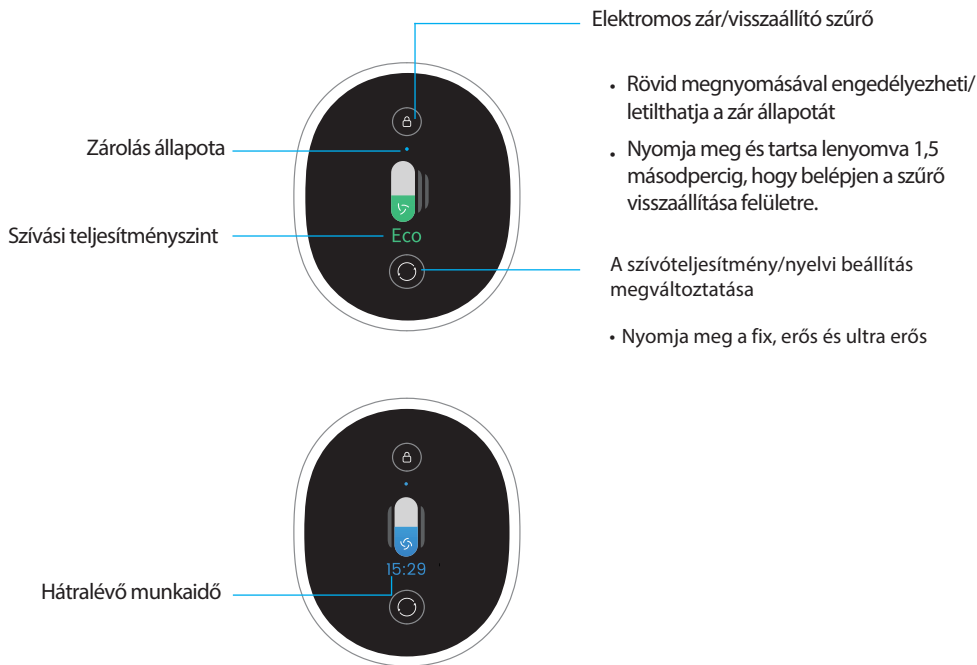 Elektromos zár/visszaállító szűrő
• Rövid megnyomásával engedélyezheti/
letilthatja a zár állapotát
Zárolás állapota
• Nyomja meg és tartsa lenyomva 1,5
másodpercig, hogy belépjen a szűrő
visszaállítása felületre.
Szívási teljesítményszint
Eco
A szívóteljesítmény/nyelvi beállítás
megváltoztatása
• Nyomja meg a fix, erős és ultra erős
15:29
Hátralévő munkaidő